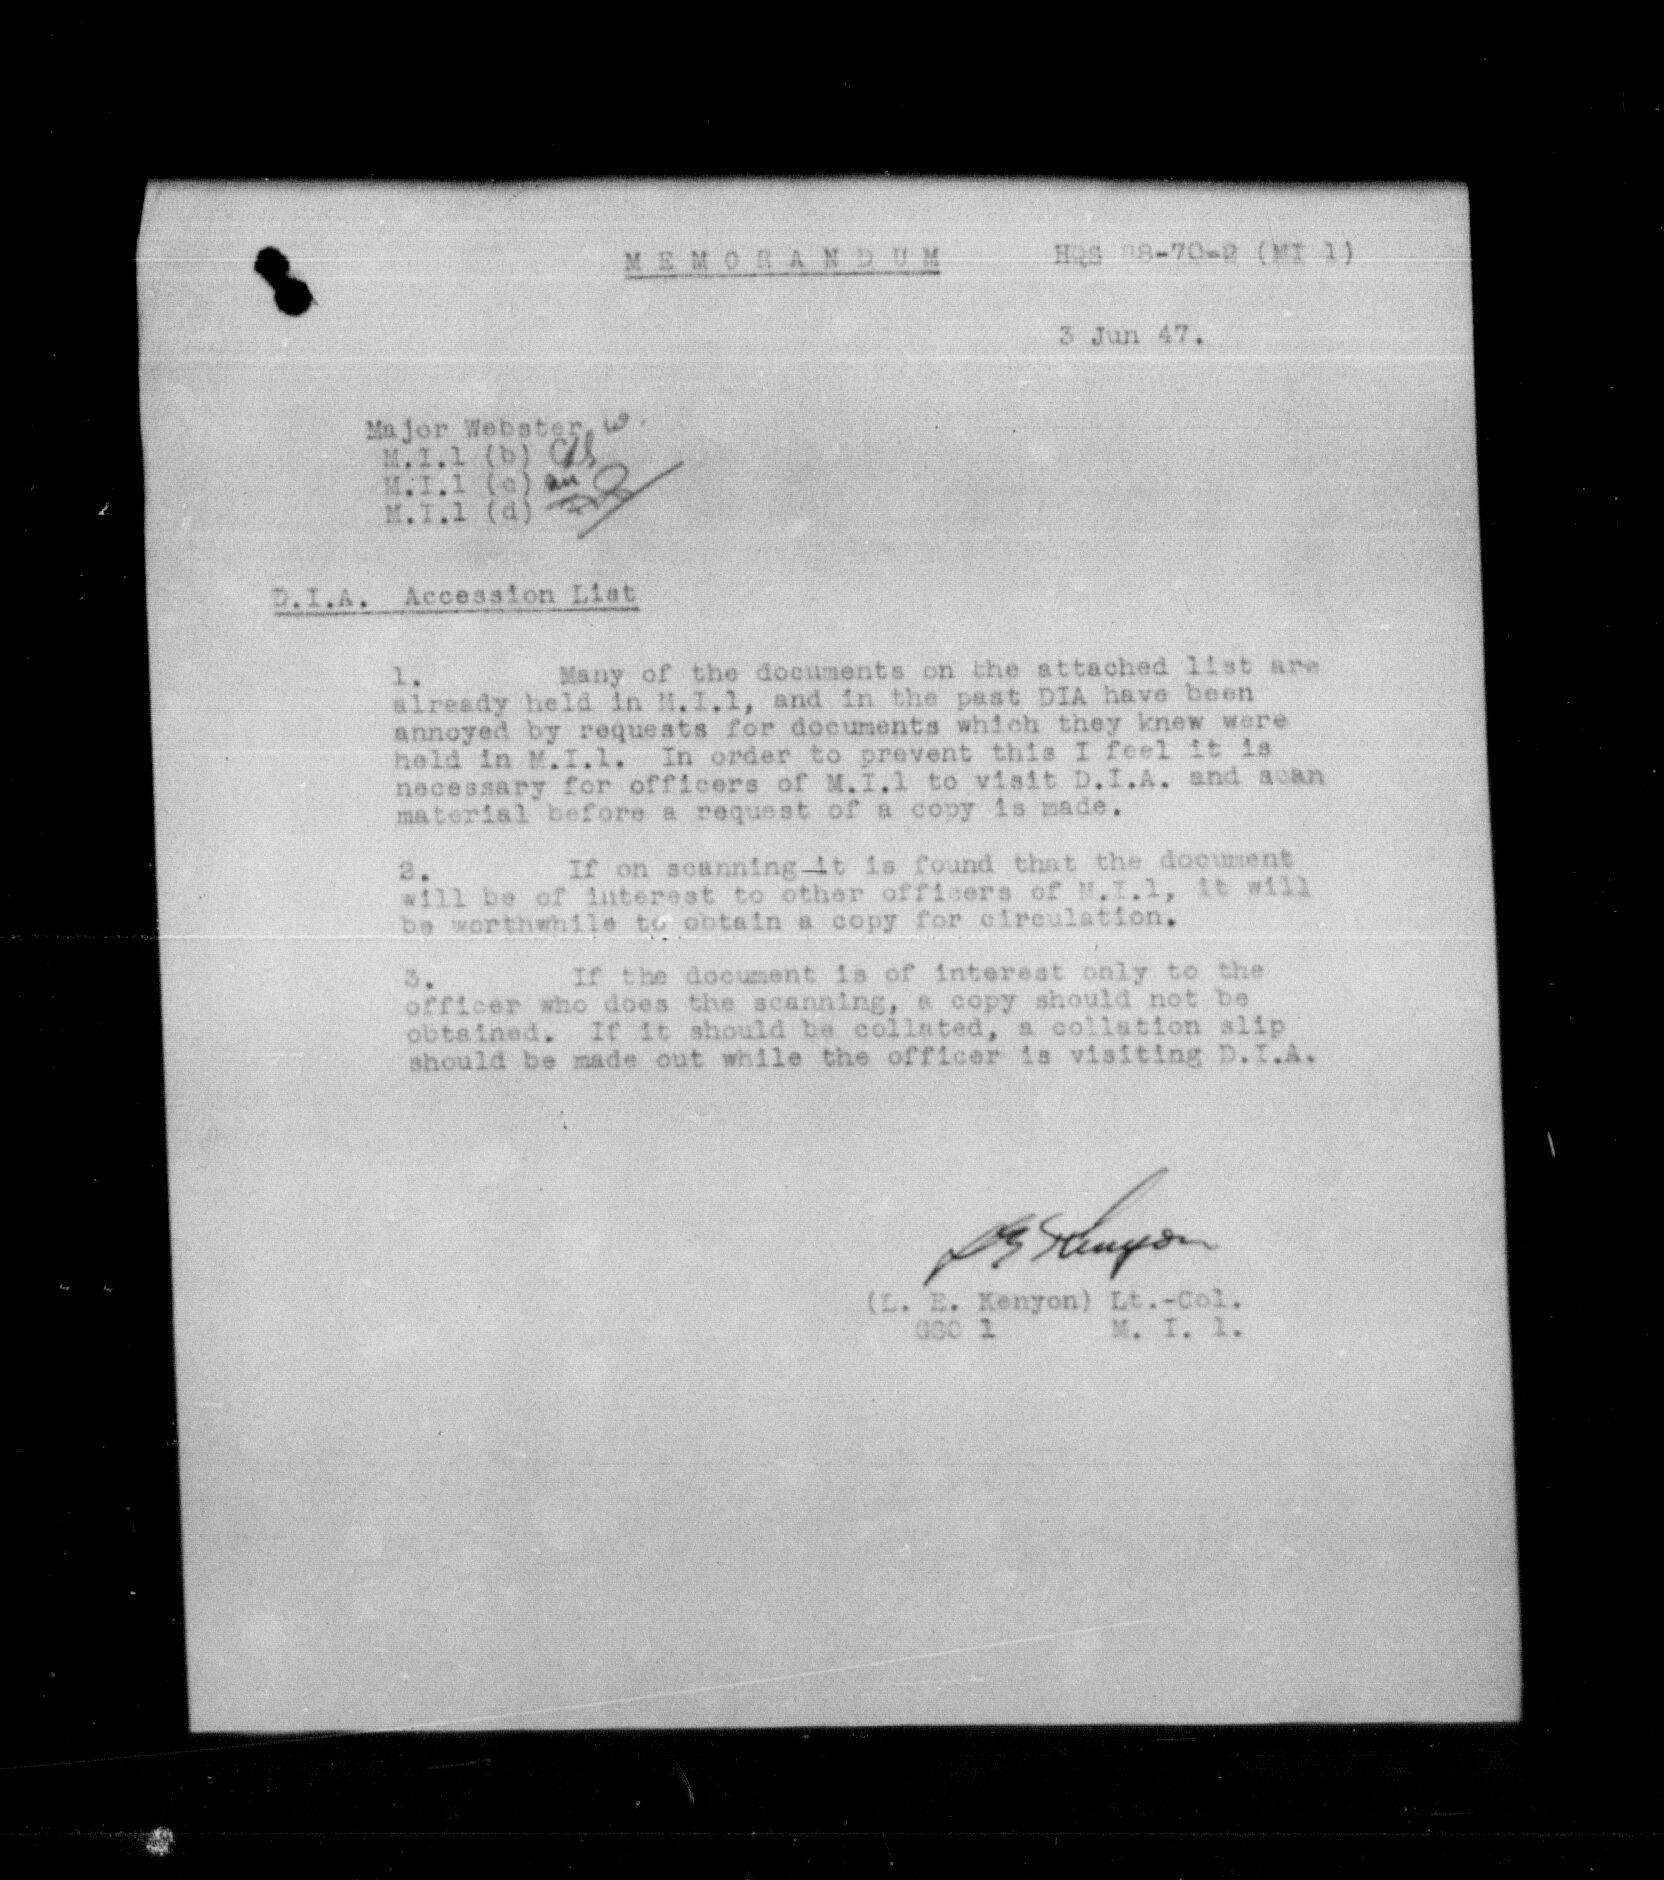 M E M O R A N D U M HQS 88-70-2 (MI 1)
3 Jun 47.
Major Webster
M.I.1 (b)
M.I.1 (c)
M.I.1 (d)
D.I.A. Accession List
1. Many of the documents on the attached list are
already held in M.I.1, and in the past DIA have been
annoyed by requests for documents which they knew were
held in M.I.1. In order to prevent this I feel it is
necessary for officers of M.I.1 to visit D.I.A. and scan
material before a request of a copy is made.
2. If on scanning it is found that the document
will be of interest to other officers of M.I.1, it will
be worthwhile to obtain a copy for circulation.
3. If the document is of interest only to the
officer who does the scanning, a copy should not be
obtained. If it should be collated, a collation slip
should be made out while the officer is visiting D.I.A.
L E Kenyon
(L. E. Kenyon) Lt.-Col.
GSO 1 M. I. 1.